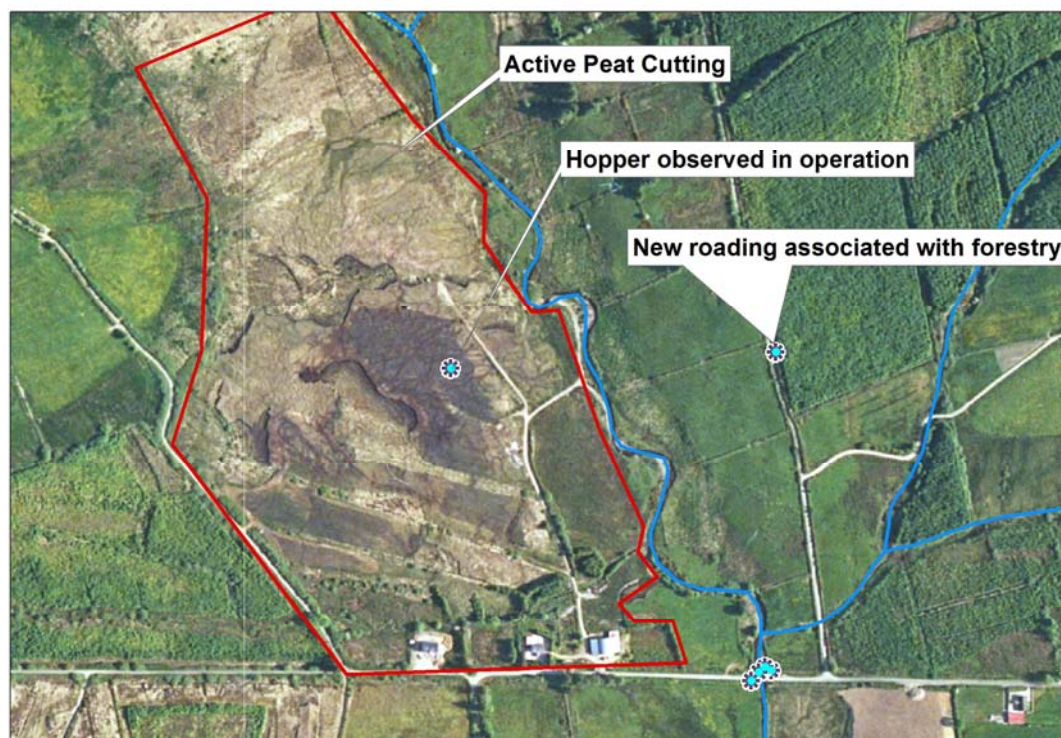 Active Peat Cutting
Hopper observed in operation
New roading associated with forestry